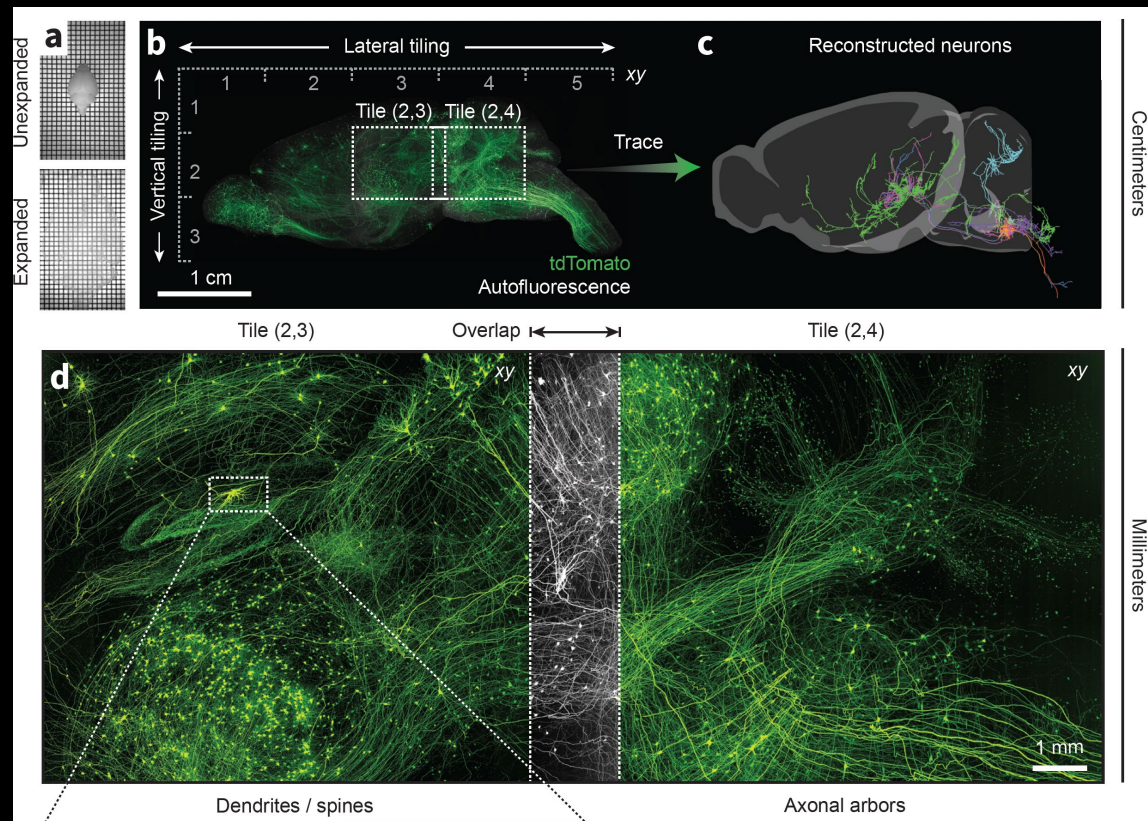 a
Unexpanded
Expanded
b
Lateral tiling
xy
1 2 3 4 5
Vertical tiling
1
2
3
Tile (2,3) Tile (2,4)
1 cm
tdTomato
Autofluorescence
Trace
c
Reconstructed neurons
Centimeters
Tile (2,3) Overlap Tile (2,4)
d
xy
xy
1 mm
Millimeters
Dendrites / spines Axonal arbors